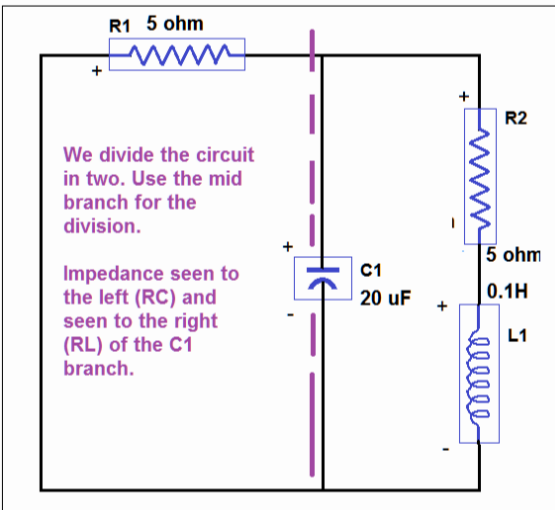 R1 5 ohm
+
+
R2
We divide the circuit
in two. Use the mid
branch for the
division.
-
+
5 ohm
Impedance seen to
the left (RC) and
seen to the right
(RL) of the C1
branch.
C1
20 uF
-
0.1H
+
L1
-